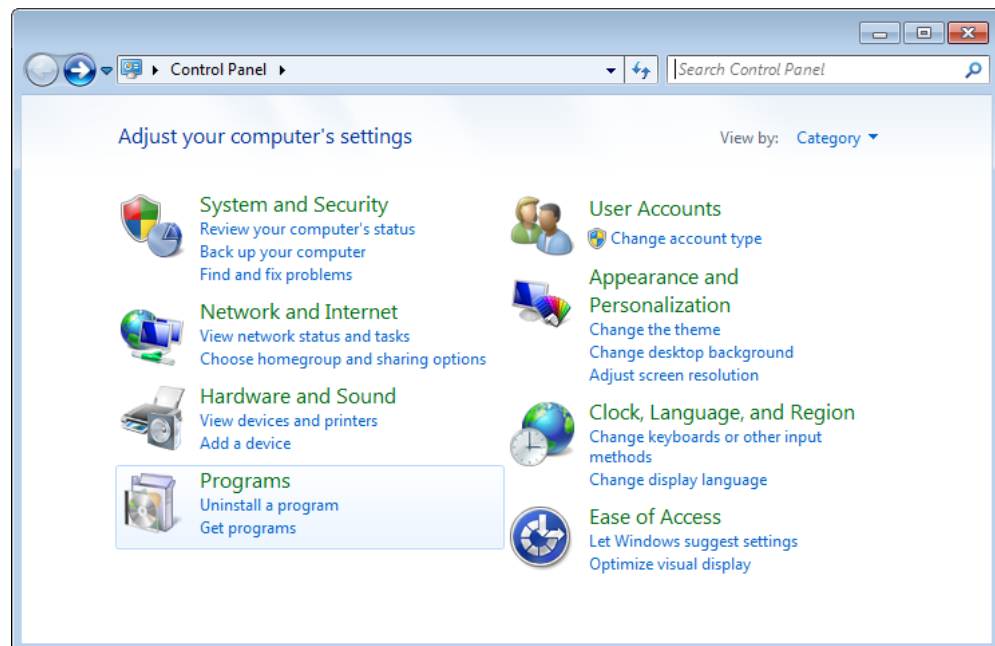 Control Panel
Search Control Panel
Adjust your computer's settings
View by: Category
System and Security
Review your computer's status
Back up your computer
Find and fix problems
Network and Internet
View network status and tasks
Choose homegroup and sharing options
Hardware and Sound
View devices and printers
Add a device
Programs
Uninstall a program
Get programs
User Accounts
Change account type
Appearance and
Personalization
Change the theme
Change desktop background
Adjust screen resolution
Clock, Language, and Region
Change keyboards or other input
methods
Change display language
Ease of Access
Let Windows suggest settings
Optimize visual display